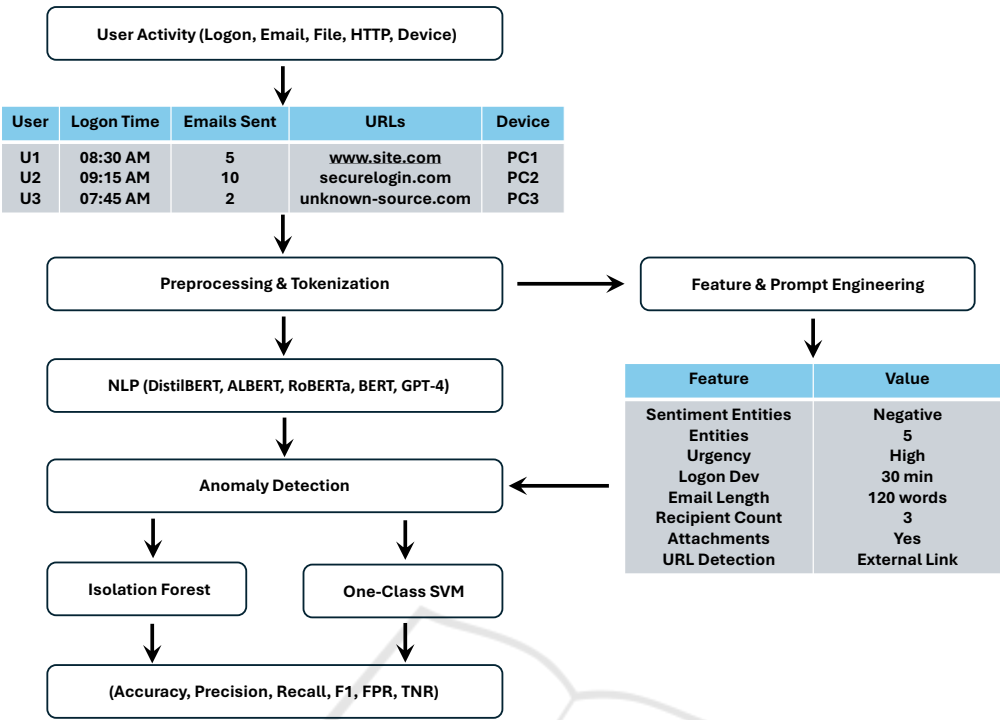 User Activity (Logon, Email, File, HTTP, Device)
User Logon Time Emails Sent URLs Device
U1 08:30 AM 5 www.site.com PC1
U2 09:15 AM 10 securelogin.com PC2
U3 07:45 AM 2 unknown-source.com PC3
Preprocessing & Tokenization
Feature & Prompt Engineering
NLP (DistilBERT, ALBERT, RoBERTa, BERT, GPT-4)
Feature Value
Sentiment Entities Negative
Entities 5
Urgency High
Logon Dev 30 min
Email Length 120 words
Recipient Count 3
Attachments Yes
URL Detection External Link
Anomaly Detection
Isolation Forest
One-Class SVM
(Accuracy, Precision, Recall, F1, FPR, TNR)